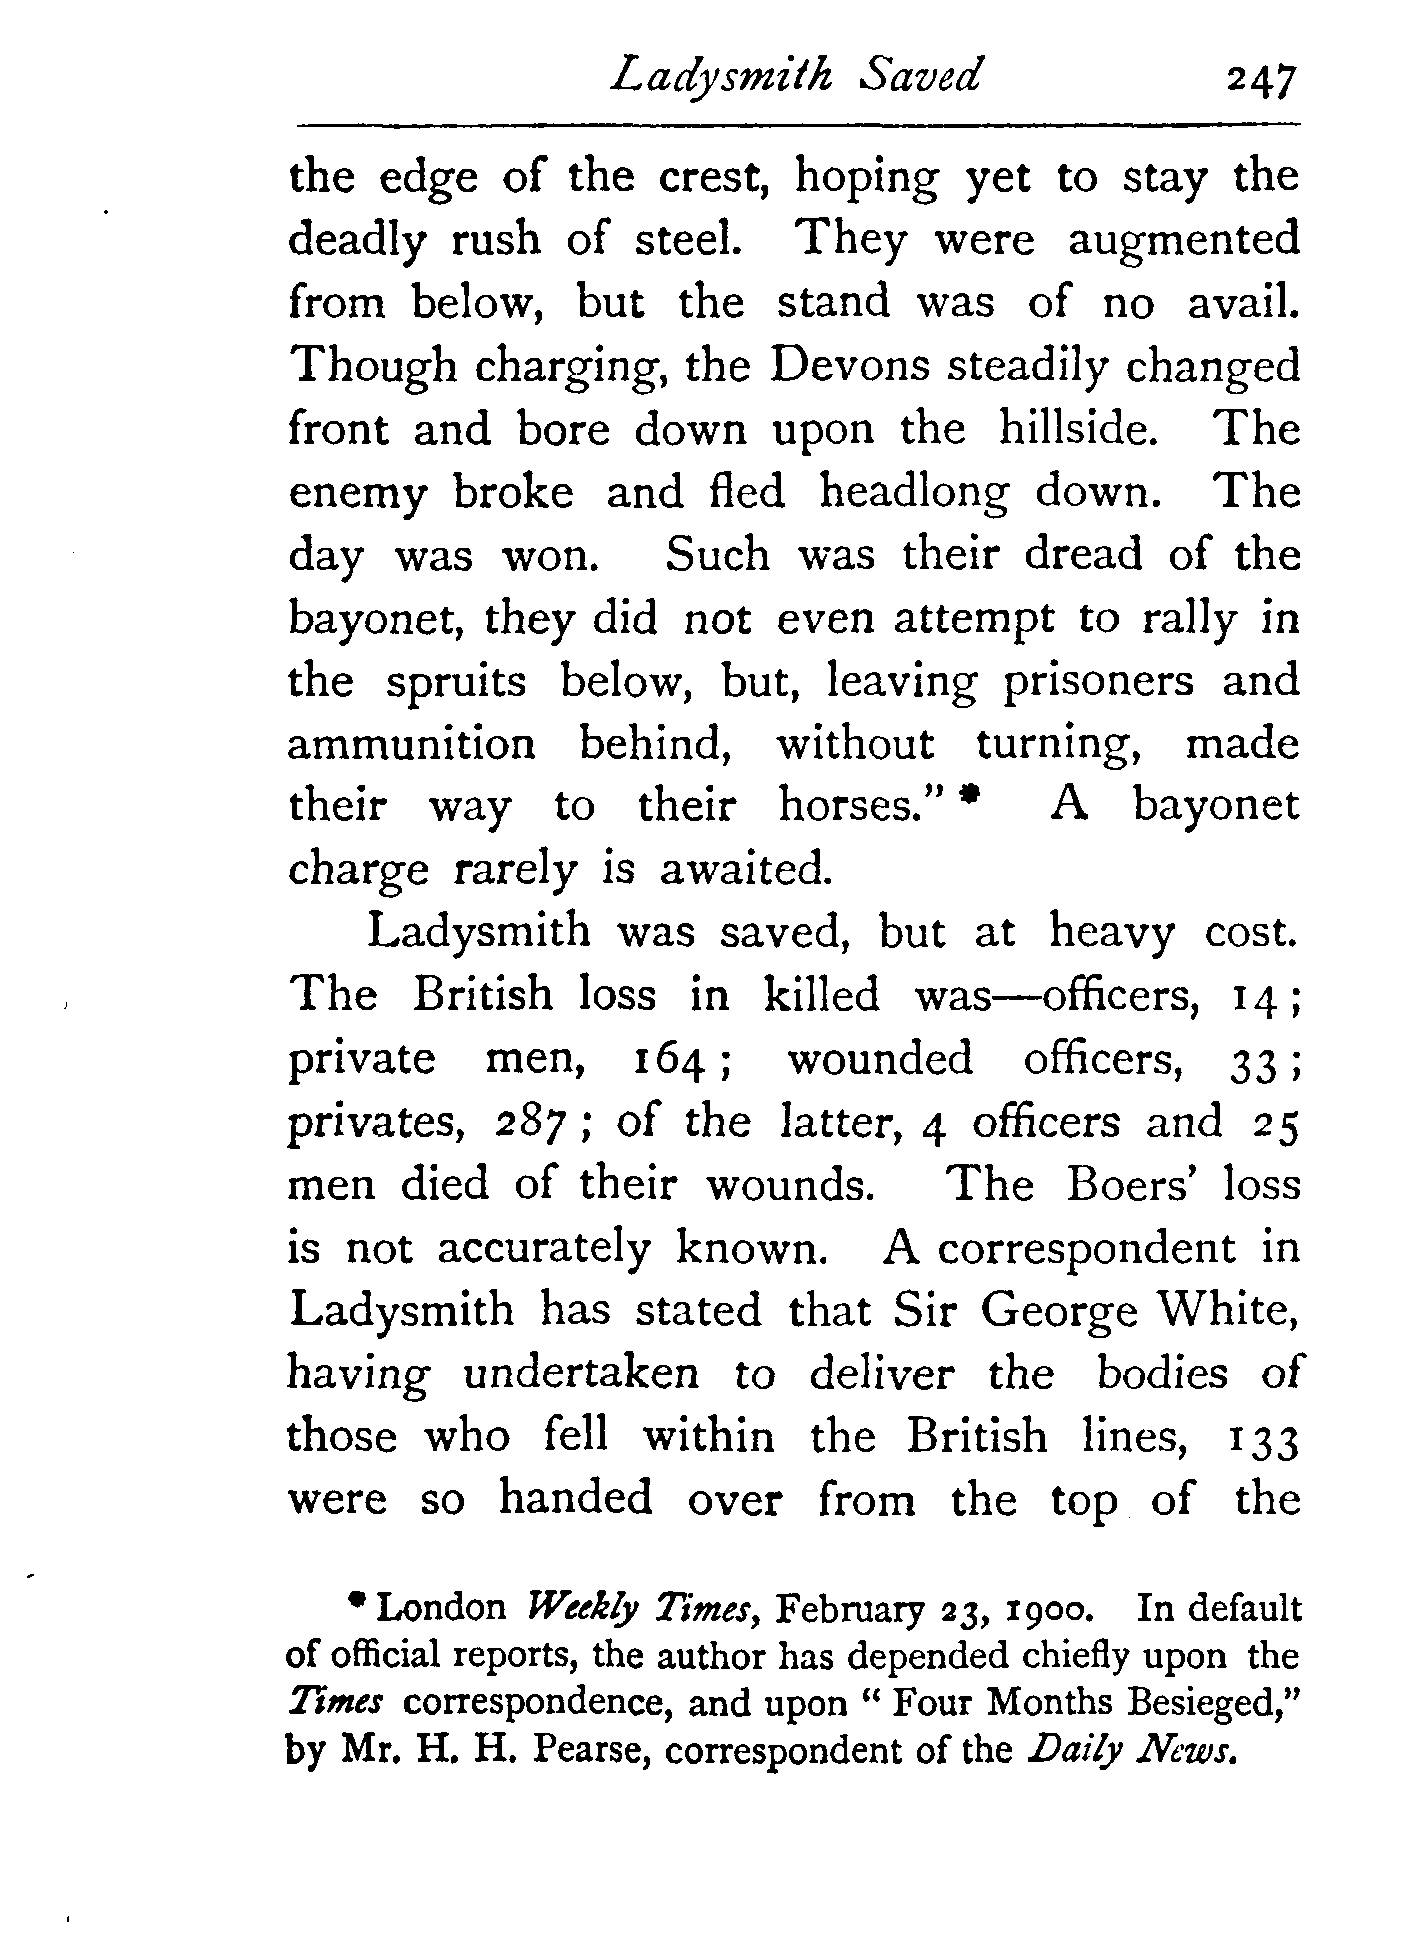 Ladysmith Saved 247
the edge of the crest, hoping yet to stay the
deadly rush of steel. They were augmented
from below, but the stand was of no avail.
Though charging, the Devons steadily changed
front and bore down upon the hillside. The
enemy broke and fled headlong down. The
day was won. Such was their dread of the
bayonet, they did not even attempt to rally in
the spruits below, but, leaving prisoners and
ammunition behind, without turning, made
their way to their horses." * A bayonet
charge rarely is awaited.
Ladysmith was saved, but at heavy cost.
The British loss in killed was—officers, 14 ;
private men, 164 ; wounded officers, 33 ;
privates, 287 ; of the latter, 4 officers and 25
men died of their wounds. The Boers' loss
is not accurately known. A correspondent in
Ladysmith has stated that Sir George White,
having undertaken to deliver the bodies of
those who fell within the British lines, 133
were so handed over from the top of the
* London Weekly Times, February 23, 1900. In default
of official reports, the author has depended chiefly upon the
Times correspondence, and upon " Four Months Besieged,"
by Mr. H. H. Pearse, correspondent of the Daily News.